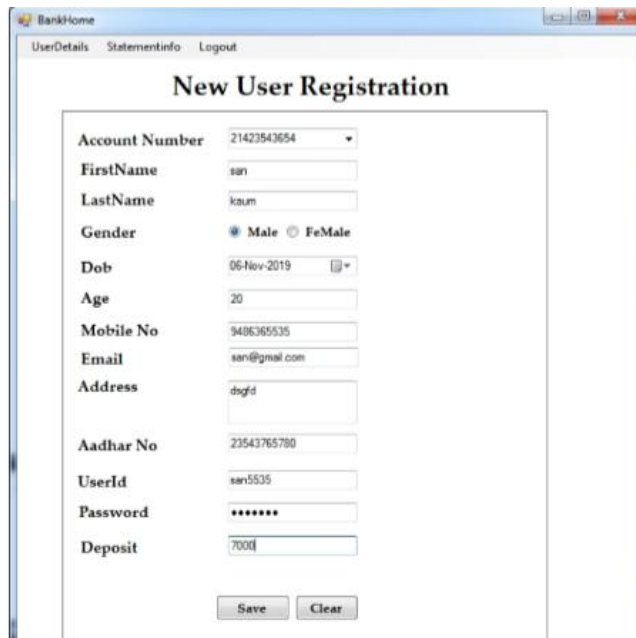 BankHome
UserDetails Statementinfo Logout
New User Registration
Account Number 21423543654
FirstName san
LastName kaum
Gender Male FeMale
Dob 06-Nov-2019
Age 20
Mobile No 9486365535
Email san@gmail.com
Address dsgfd
Aadhar No 23543765780
UserId san5535
Password •••••••
Deposit 7000
Save Clear